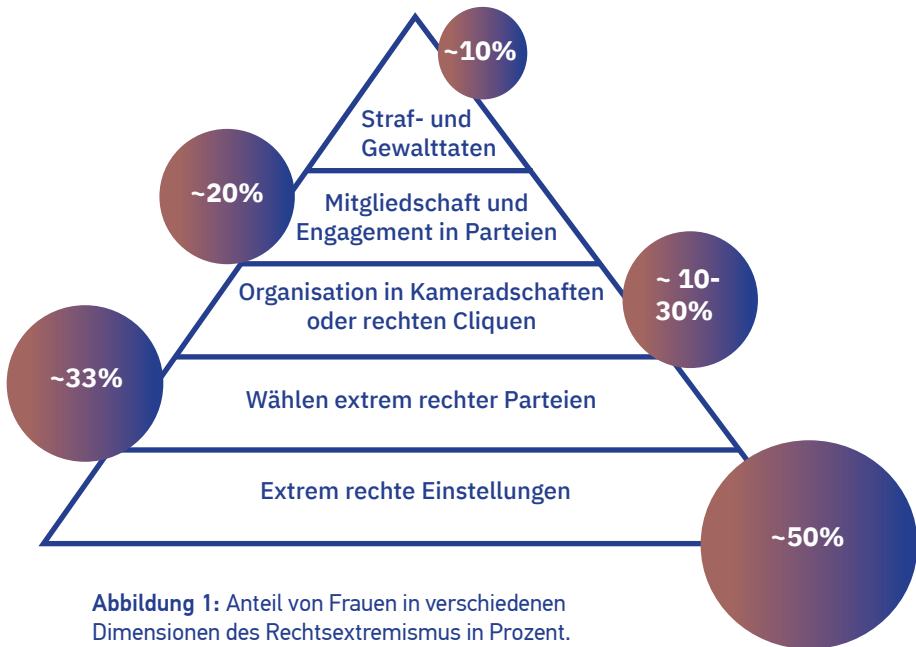 ~10%
Straf- und
Gewalttaten
~20%
Mitgliedschaft und
Engagement in Parteien
Organisation in Kameradschaften
oder rechten Cliquen
~ 10-
30%
~33%
Wählen extrem rechter Parteien
Extrem rechte Einstellungen
~50%
Abbildung 1: Anteil von Frauen in verschiedenen
Dimensionen des Rechtsextremismus in Prozent.